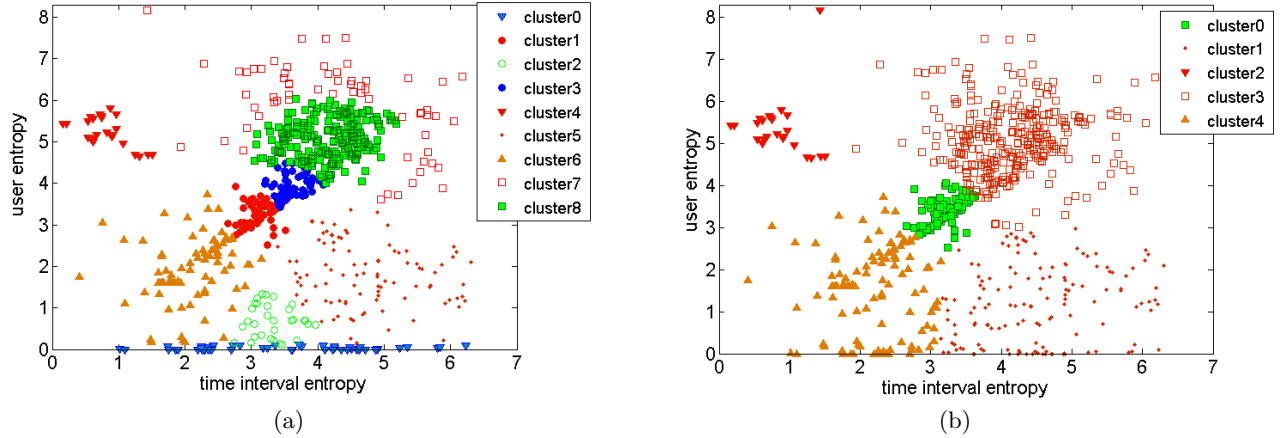 8
7
6
5
4
3
2
1
0
0 1 2 3 4 5 6 7
user entropy
time interval entropy
cluster0
cluster1
cluster2
cluster3
cluster4
cluster5
cluster6
cluster7
cluster8
(a)
8
7
6
5
4
3
2
1
0
0 1 2 3 4 5 6 7
user entropy
time interval entropy
cluster0
cluster1
cluster2
cluster3
cluster4
(b)